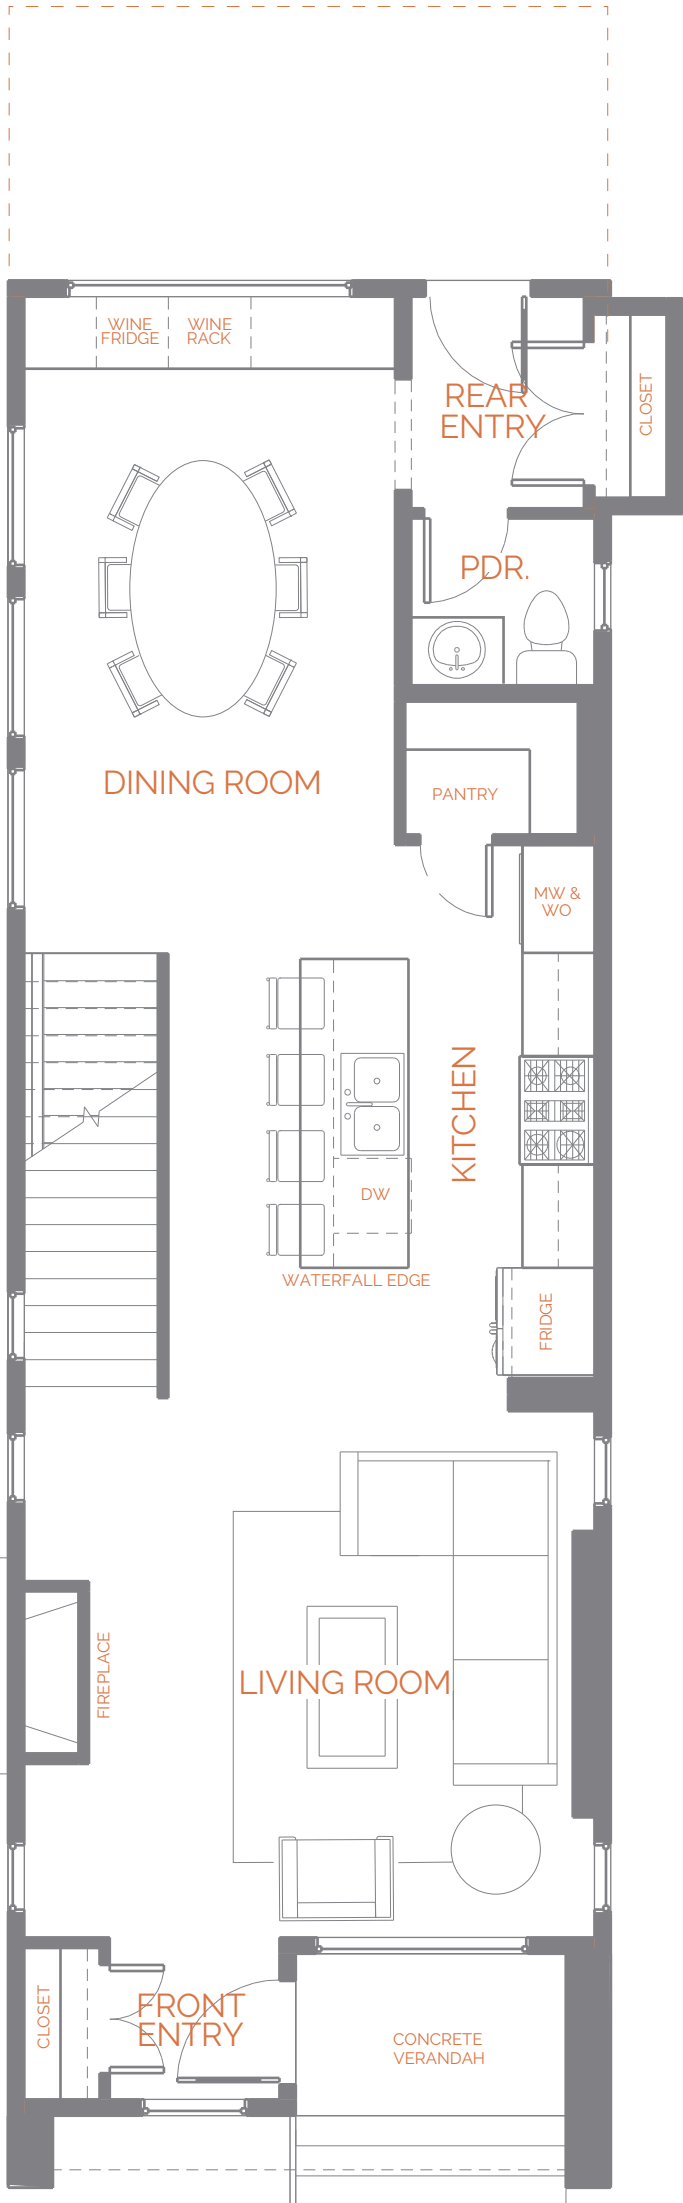 WINE
FRIDGE
WINE
RACK
REAR
ENTRY
CLOSET
PDR.
DINING ROOM
PANTRY
MW &
WO
KITCHEN
DW
WATERFALL EDGE
FRIDGE
FIREPLACE
LIVING ROOM
CLOSET
FRONT
ENTRY
CONCRETE
VERANDAH